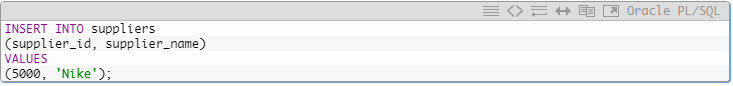 Oracle PL/SQL
INSERT INTO suppliers
(supplier_id, supplier_name)
VALUES
(5000, 'Nike');